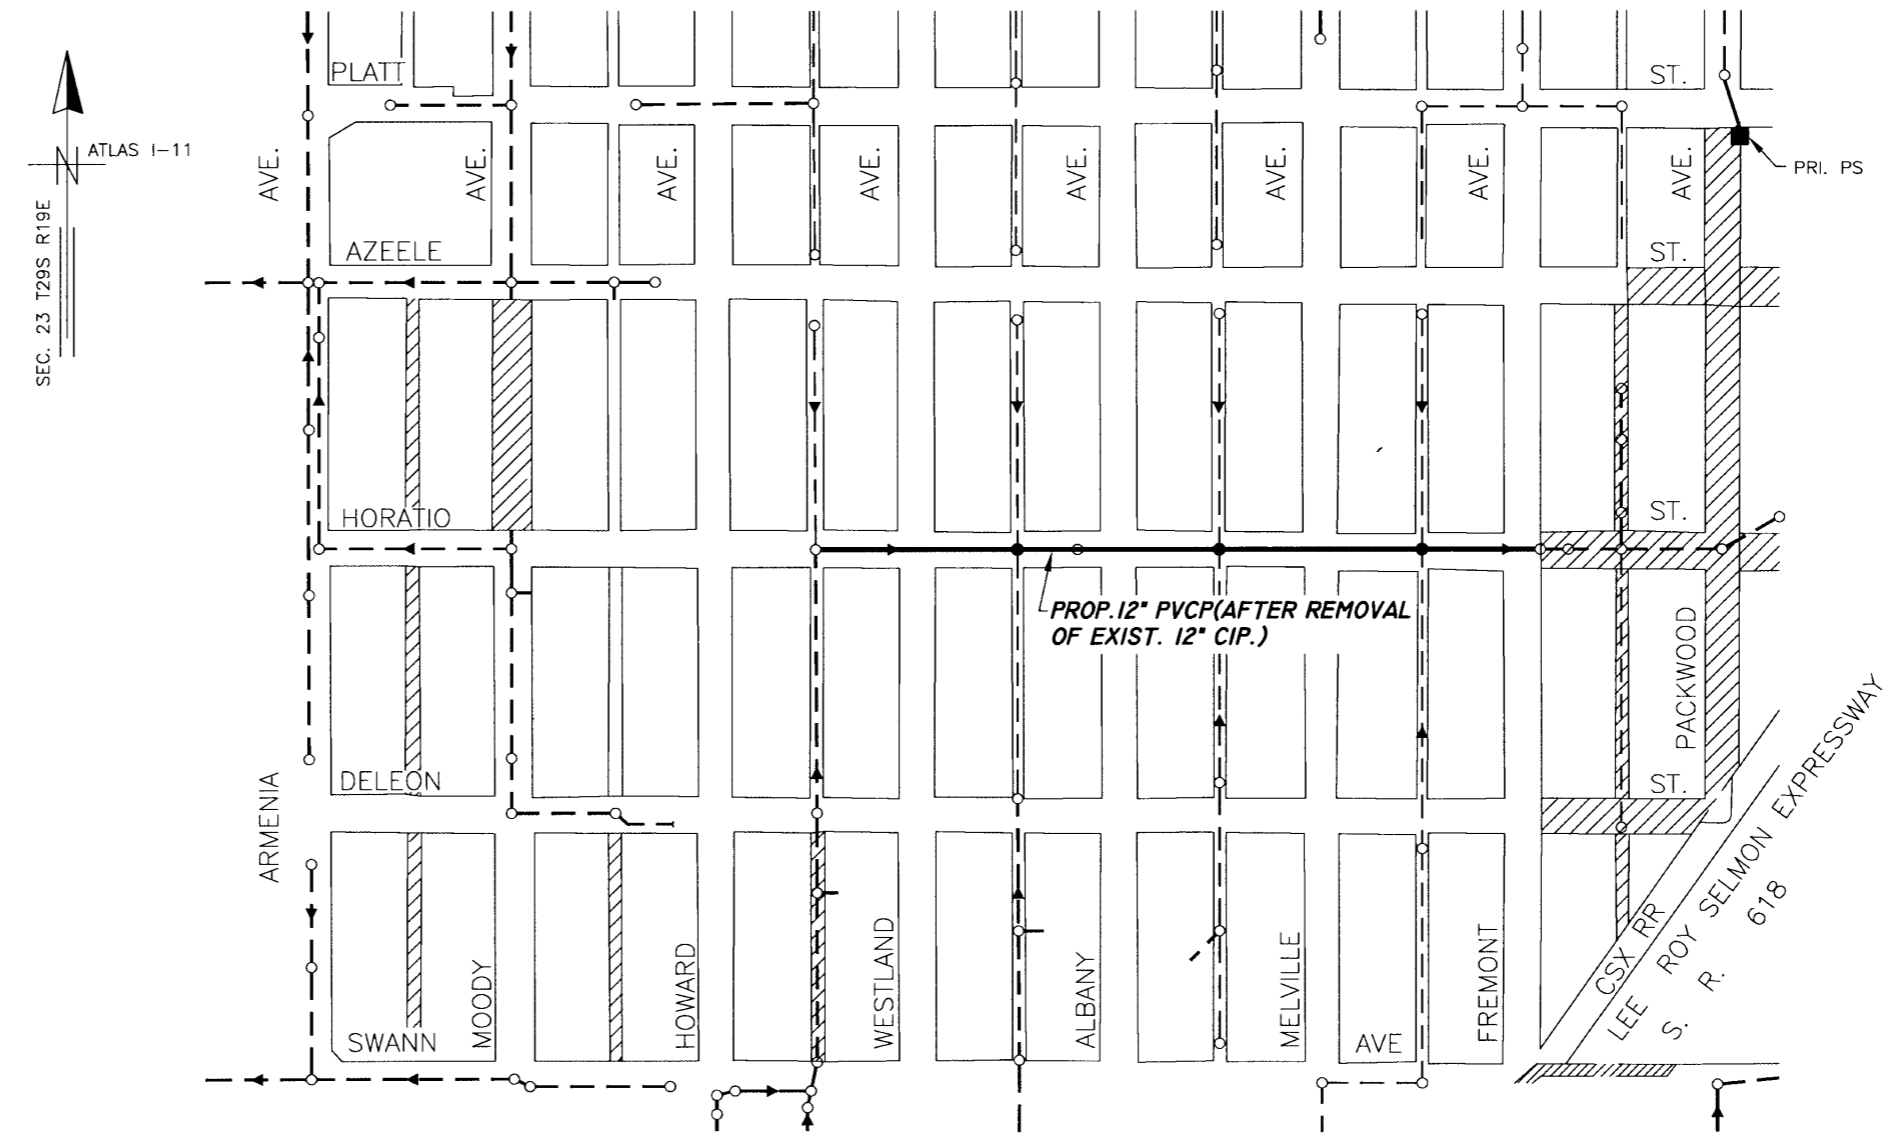 PLATT
ST.
N
ATLAS I-11
SEC. 23 T29S R19E
AVE.
AVE.
AVE.
AVE.
AVE.
AVE.
AVE.
AVE.
PRI. PS
AZEELE
ST.
HORATIO
ST.
PROP. 12" PVCP(AFTER REMOVAL
OF EXIST. 12" CIP.)
PACKWOOD
DELEON
ST.
ARMENIA
MOODY
HOWARD
WESTLAND
ALBANY
MELVILLE
FREMONT
CSX RR
LEE ROY SELMON EXPRESSWAY
S. R. 618
SWANN
AVE